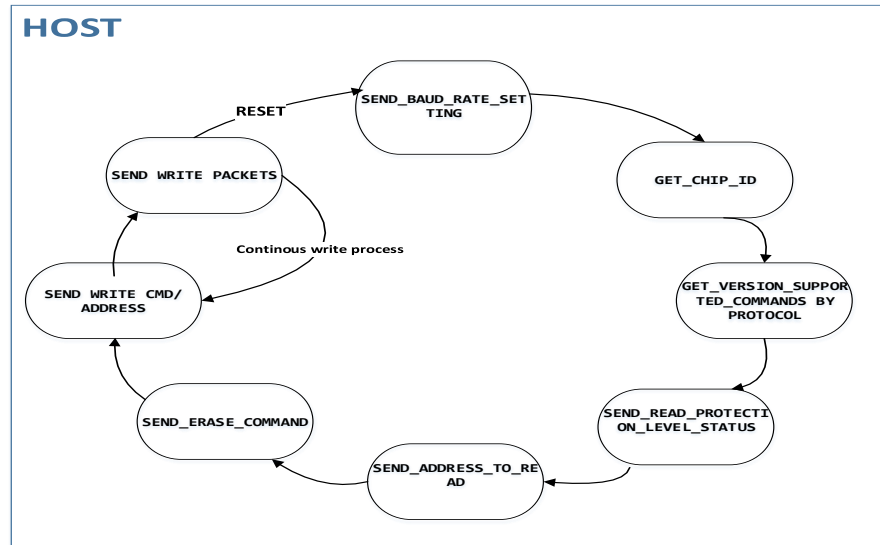 HOST
SEND_BAUD_RATE_SET
TING
RESET
SEND WRITE PACKETS
GET_CHIP_ID
Continous write process
SEND WRITE CMD/
ADDRESS
GET_VERSION_SUPPOR
TED_COMMANDS BY
PROTOCOL
SEND_ERASE_COMMAND
SEND_READ_PROTECTI
ON_LEVEL_STATUS
SEND_ADDRESS_TO_RE
AD